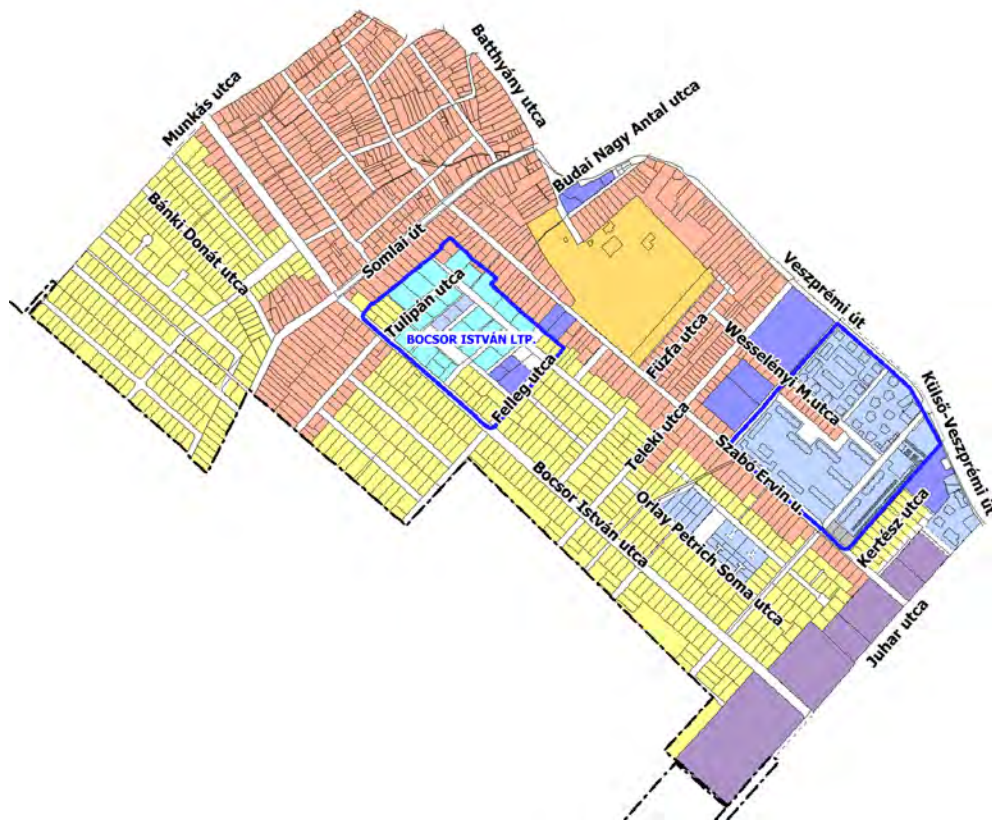 Batthyány utca
Munkás utca
Budai Nagy Antal utca
Bánki Donát utca
Somlai út
Veszprémi út
Tulipán utca
BOCSOR ISTVÁN LTP.
Füzfa utca
Wesselényi M.utca
Külső-Veszprémi út
Felleg utca
Teleki utca
Szabó Ervin u.
Bocsor István utca
Orlay Petrich Soma utca
Kertész utca
Juhar utca